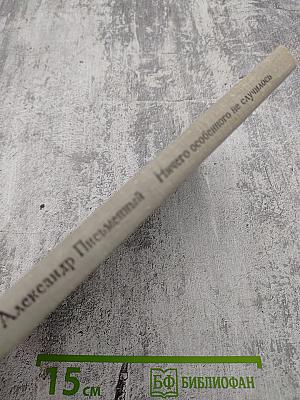 Александр Письменный Ничего особенного не случилось
15 см
БФ БИБЛИОФАН